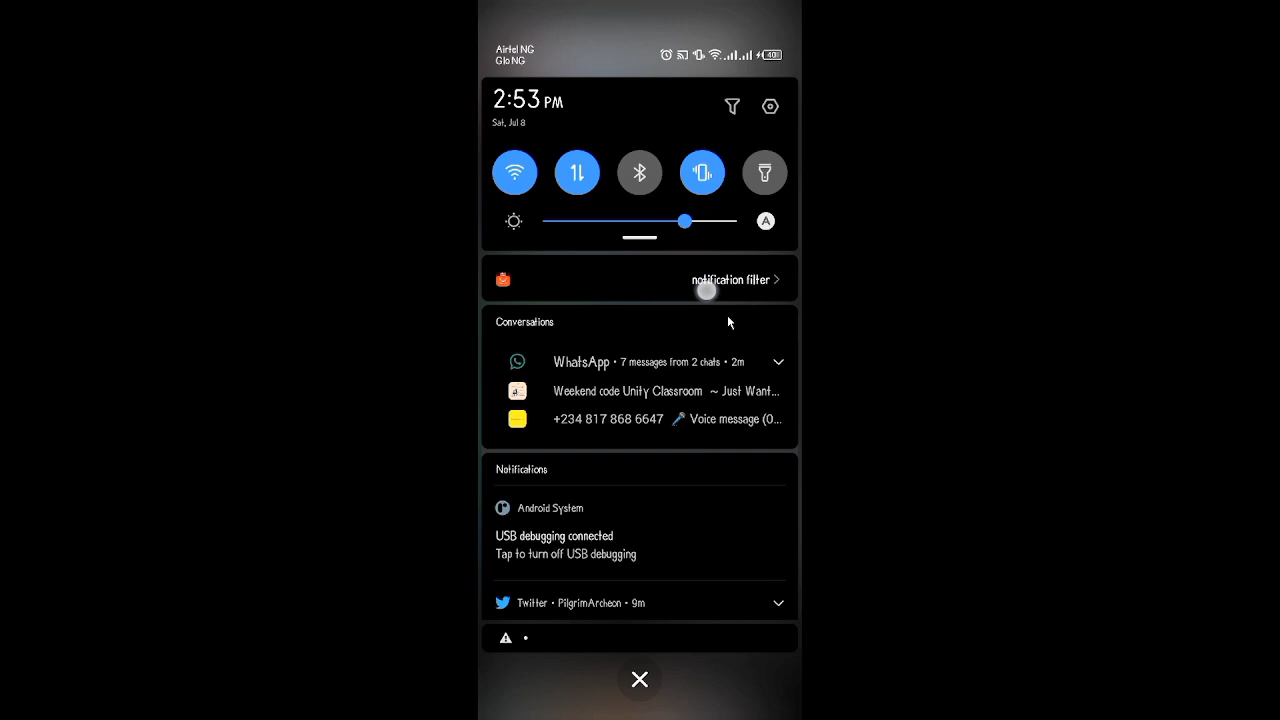 Airtel NG
Glo NG
40
2:53 PM
Sat, Jul 8
A
notification filter
Conversations
WhatsApp • 7 messages from 2 chats • 2m
Weekend code Unity Classroom ~ Just Want...
+234 817 868 6647 🎤 Voice message (0...
Notifications
Android System
USB debugging connected
Tap to turn off USB debugging
Twitter • PilgrimArcheon • 9m